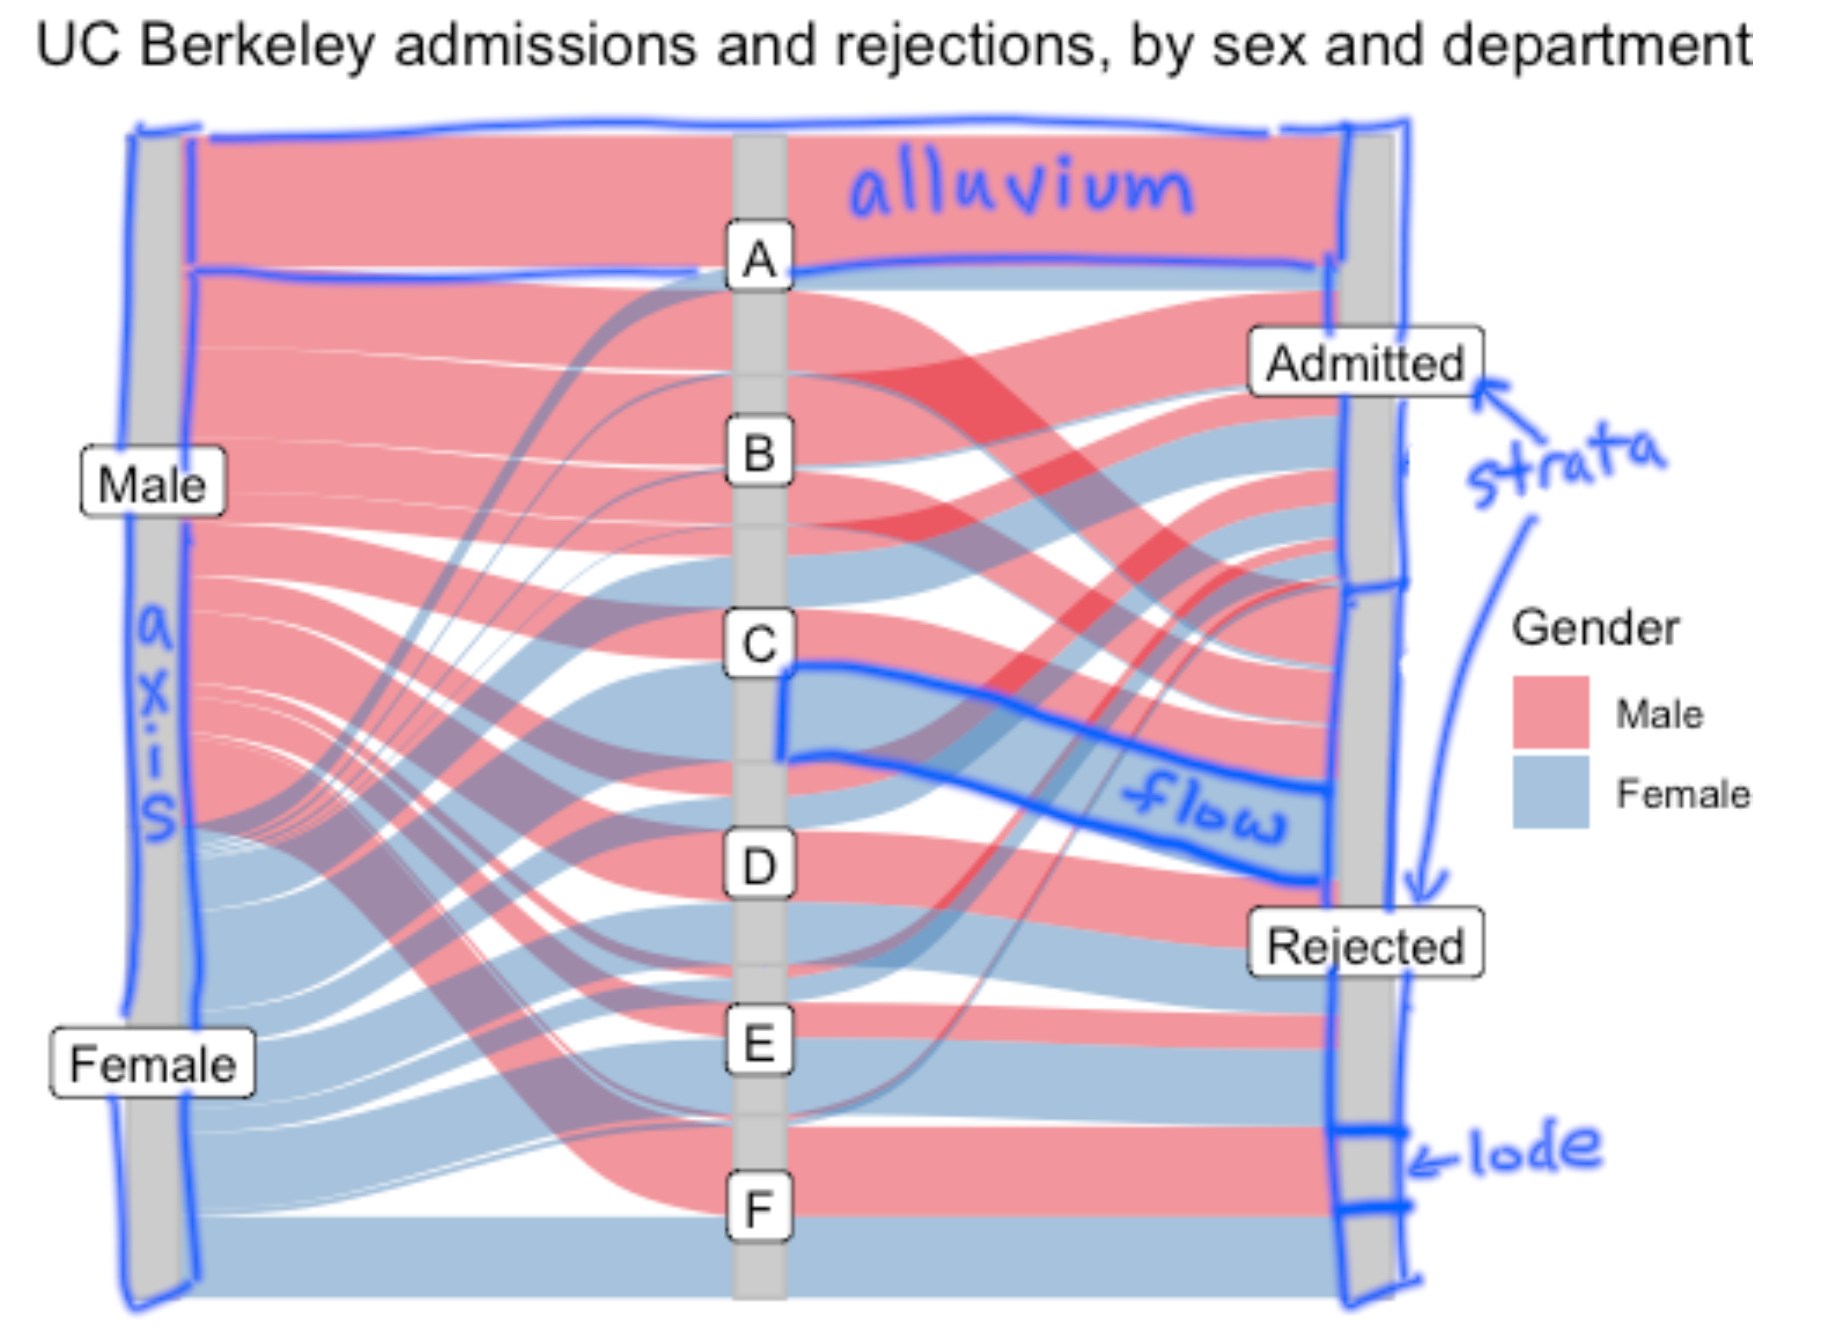 UC Berkeley admissions and rejections, by sex and department
alluvium
A
Admitted
B
strata
Male
axis
C
Gender
Male
Female
flow
D
Rejected
E
Female
lode
F